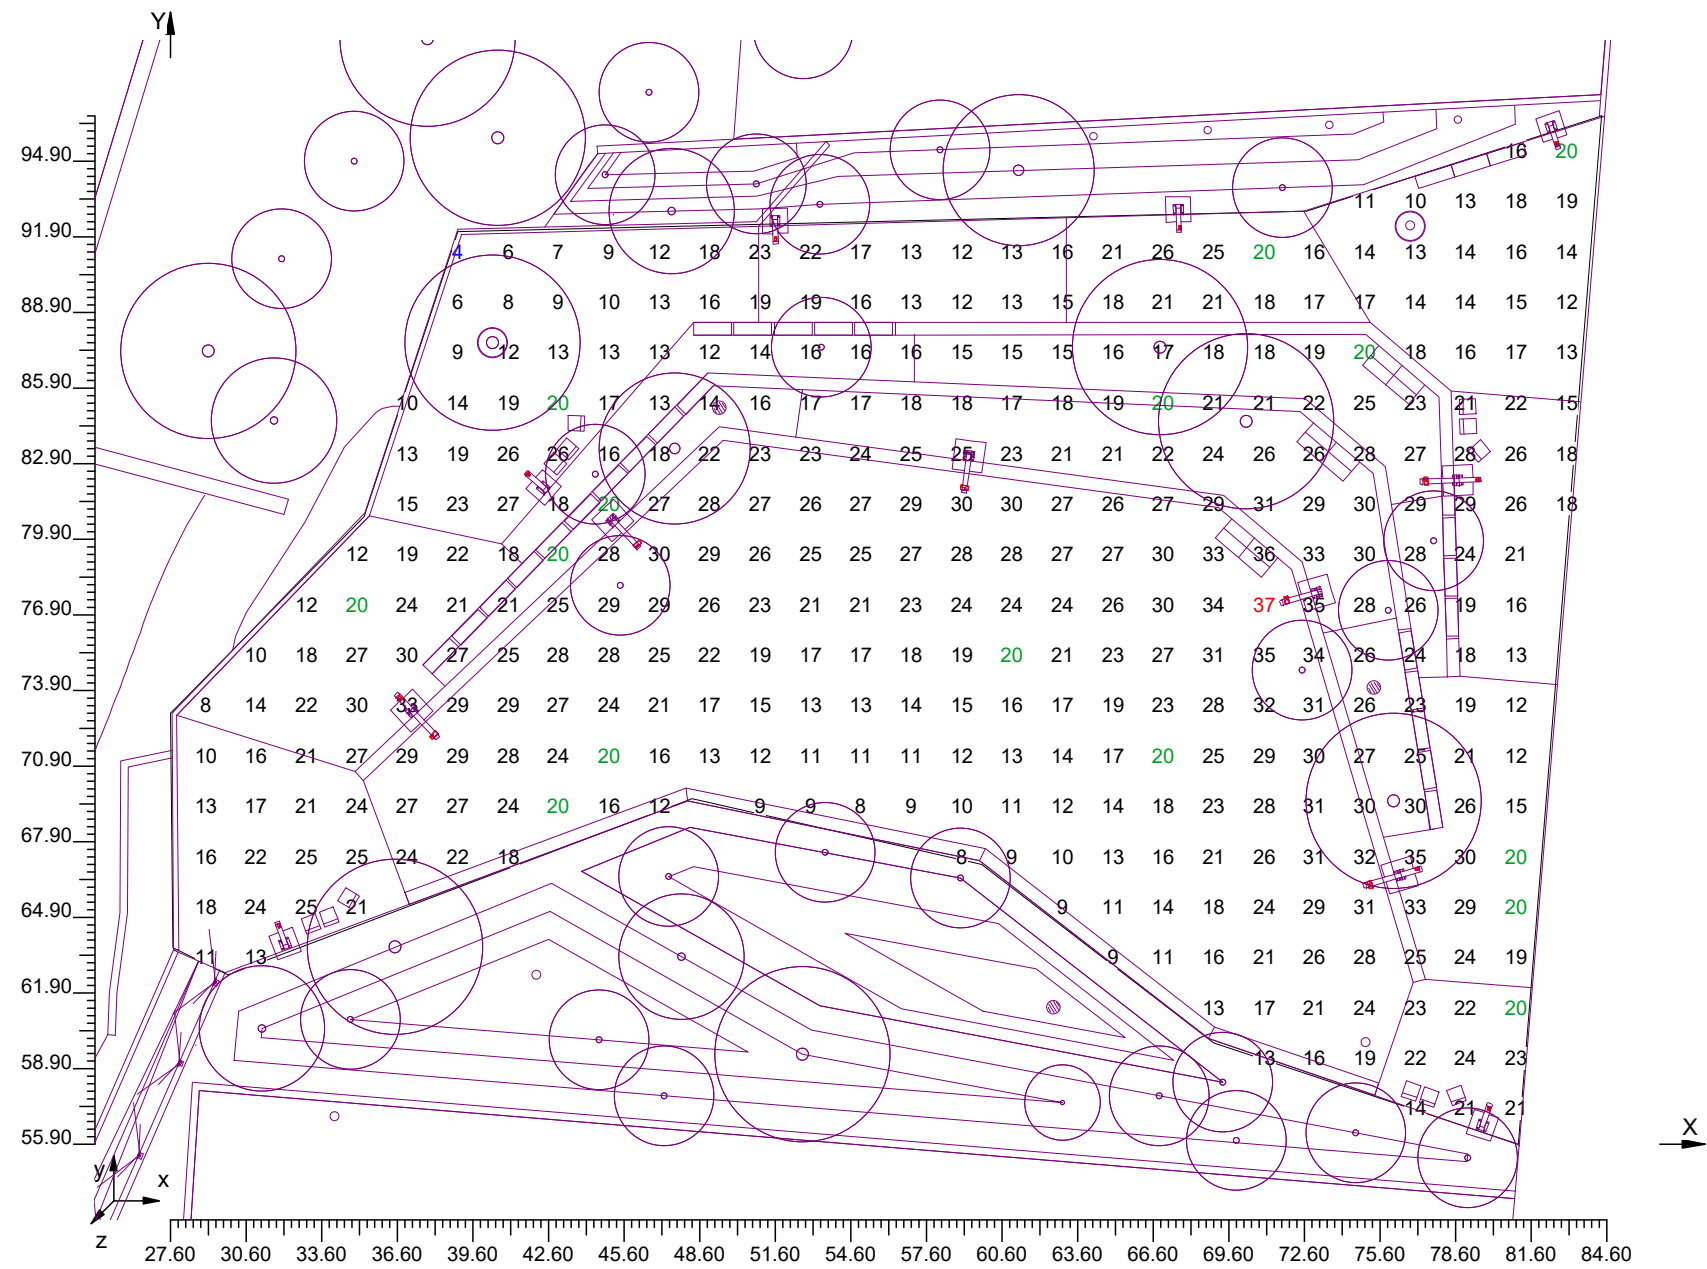 Y
94.90 16 20
11 10 13 18 19
91.90 4 6 7 9 12 18 23 22 17 13 12 13 16 21 26 25 20 16 14 13 14 16 14
88.90 6 8 9 10 13 16 19 19 16 13 12 13 15 18 21 21 18 17 17 14 14 15 12
9 12 13 13 13 12 14 16 16 16 15 15 15 16 17 18 18 19 20 18 16 17 13
85.90 10 14 19 20 17 13 14 16 17 17 18 18 17 18 19 20 21 21 22 25 23 21 22 15
82.90 13 19 26 26 16 18 22 23 23 24 25 25 23 21 21 22 24 26 26 28 27 28 26 18
15 23 27 18 20 27 28 27 26 27 29 30 30 27 26 27 29 31 29 30 29 29 26 18
79.90 12 19 22 18 20 28 30 29 26 25 25 27 28 28 27 27 30 33 36 33 30 28 24 21
76.90 12 20 24 21 21 25 29 29 26 23 21 21 23 24 24 24 26 30 34 37 35 28 26 19 16
10 18 27 30 27 25 28 28 25 22 19 17 17 18 19 20 21 23 27 31 35 34 26 24 18 13
73.90 8 14 22 30 33 29 29 27 24 21 17 15 13 13 14 15 16 17 19 23 28 32 31 26 23 19 12
70.90 10 16 21 27 29 29 28 24 20 16 13 12 11 11 11 12 13 14 17 20 25 29 30 27 25 21 12
13 17 21 24 27 27 24 20 16 12 9 9 8 9 10 11 12 14 18 23 28 31 30 30 26 15
67.90 16 22 25 25 24 22 18 8 9 10 13 16 21 26 31 32 35 30 20
64.90 18 24 25 21 9 11 14 18 24 29 31 33 29 20
11 13 9 11 16 21 26 28 25 24 19
61.90 13 17 21 24 23 22 20
58.90 13 16 19 22 24 23
14 21 21
55.90 X
y x
z
27.60 30.60 33.60 36.60 39.60 42.60 45.60 48.60 51.60 54.60 57.60 60.60 63.60 66.60 69.60 72.60 75.60 78.60 81.60 84.60